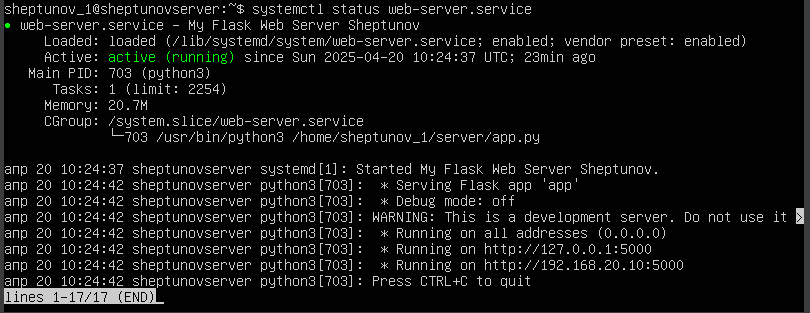 sheptunov_1@sheptunovserver:~$ systemctl status web-server.service
● web-server.service - My Flask Web Server Sheptunov
     Loaded: loaded (/lib/systemd/system/web-server.service; enabled; vendor preset: enabled)
     Active: active (running) since Sun 2025-04-20 10:24:37 UTC; 23min ago
   Main PID: 703 (python3)
      Tasks: 1 (limit: 2254)
     Memory: 20.7M
     CGroup: /system.slice/web-server.service
             └─703 /usr/bin/python3 /home/sheptunov_1/server/app.py

апр 20 10:24:37 sheptunovserver systemd[1]: Started My Flask Web Server Sheptunov.
апр 20 10:24:42 sheptunovserver python3[703]:  * Serving Flask app 'app'
апр 20 10:24:42 sheptunovserver python3[703]:  * Debug mode: off
апр 20 10:24:42 sheptunovserver python3[703]: WARNING: This is a development server. Do not use it >
апр 20 10:24:42 sheptunovserver python3[703]:  * Running on all addresses (0.0.0.0)
апр 20 10:24:42 sheptunovserver python3[703]:  * Running on http://127.0.0.1:5000
апр 20 10:24:42 sheptunovserver python3[703]:  * Running on http://192.168.20.10:5000
апр 20 10:24:42 sheptunovserver python3[703]: Press CTRL+C to quit
lines 1-17/17 (END)